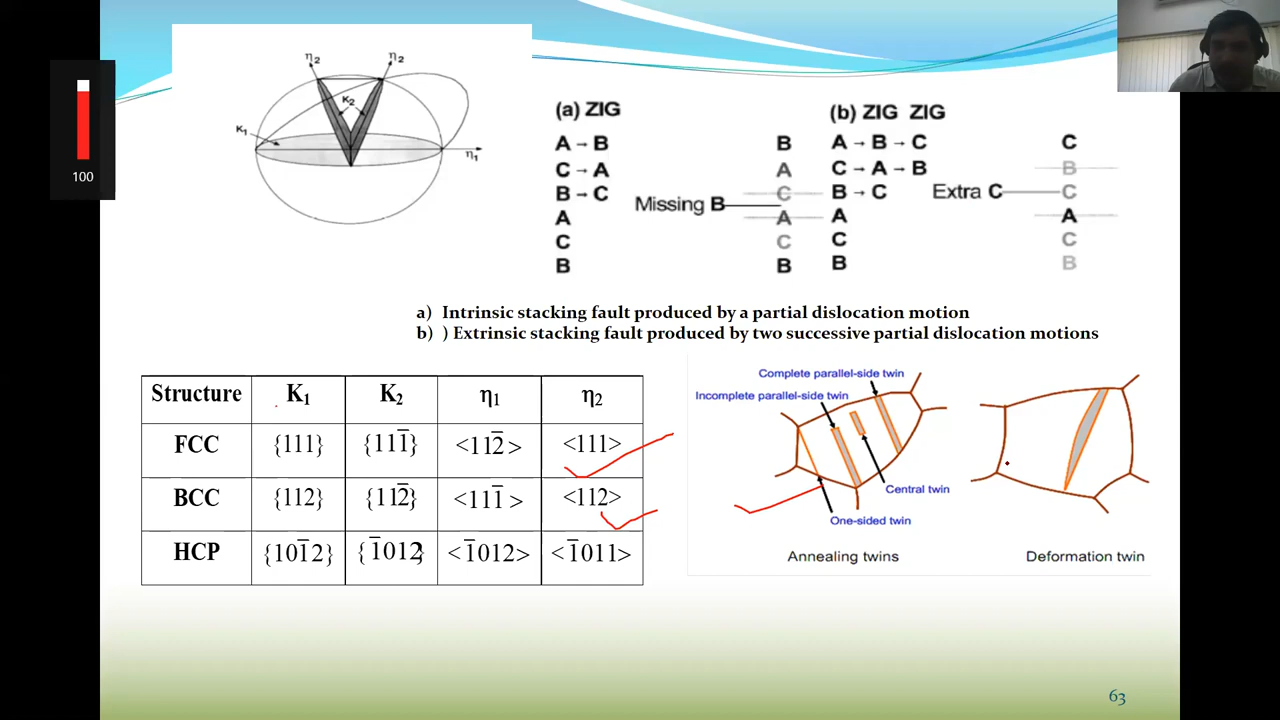 100
η₂
η₂
K₂
K₁
η₁
(a) ZIG
A → B
C → A
B → C
A
C
B
Missing B
B
A
C
A
C
B
(b) ZIG ZIG
A → B → C
C → A → B
B → C
A
C
B
Extra C
C
B
C
A
C
B
a) Intrinsic stacking fault produced by a partial dislocation motion
b) ) Extrinsic stacking fault produced by two successive partial dislocation motions
Structure K₁ K₂ η₁ η₂
FCC {111} {111̅} <112̅> <111>
BCC {112} {112̅} <111̅> <112>
HCP {101̅2} {1̅012} <1̅012> <1̅011>
Complete parallel-side twin
Incomplete parallel-side twin
Central twin
One-sided twin
Annealing twins
Deformation twin
63